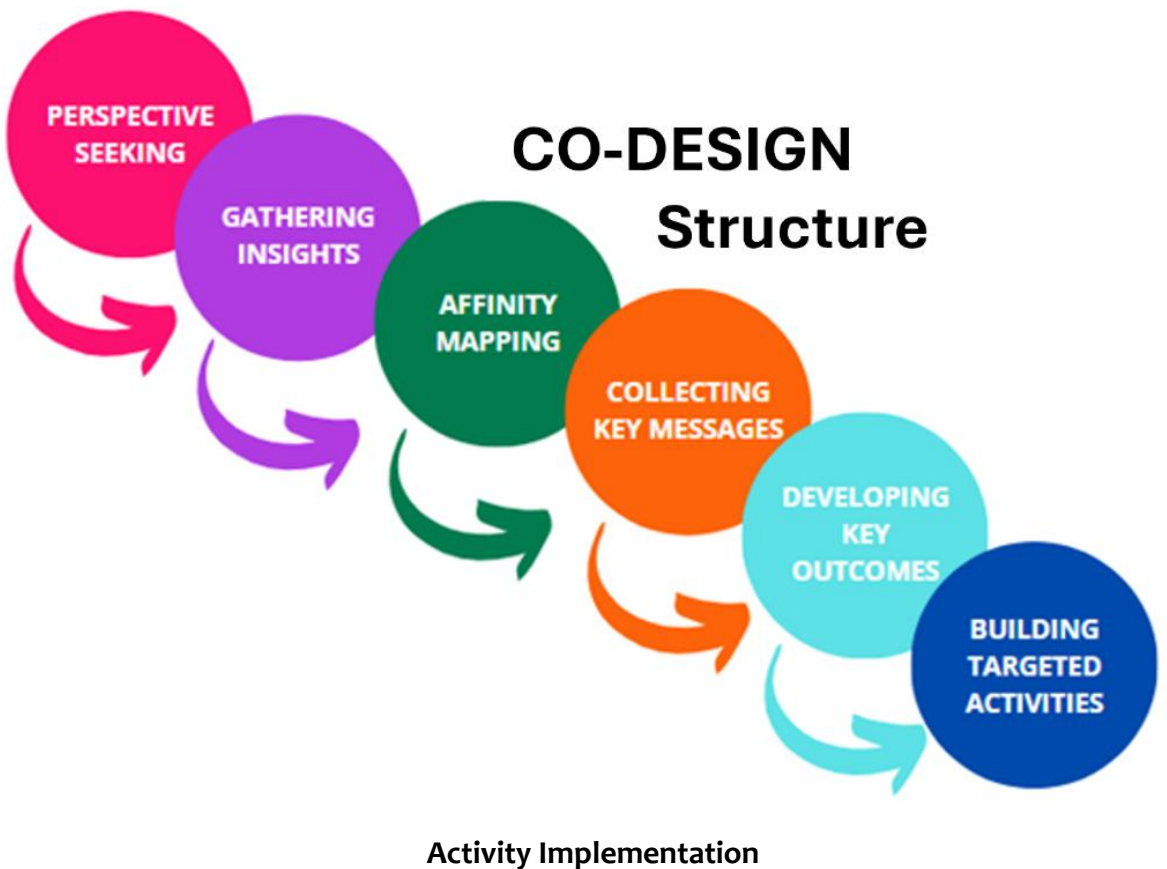 PERSPECTIVE
SEEKING
CO-DESIGN
Structure
GATHERING
INSIGHTS
AFFINITY
MAPPING
COLLECTING
KEY MESSAGES
DEVELOPING
KEY
OUTCOMES
BUILDING
TARGETED
ACTIVITIES
Activity Implementation